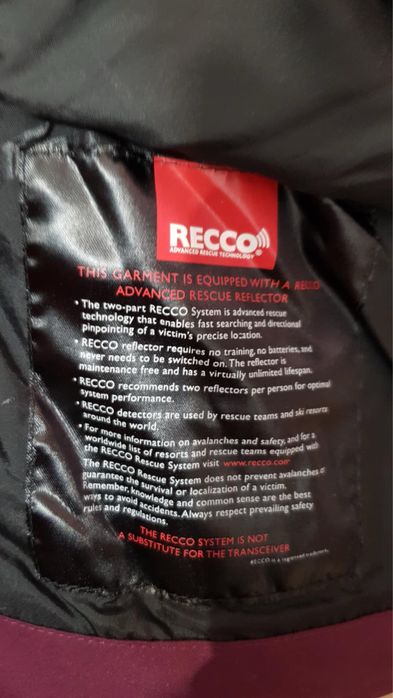 RECCO
ADVANCED RESCUE TECHNOLOGY
THIS GARMENT IS EQUIPPED WITH A RECCO
ADVANCED RESCUE REFLECTOR
• The two-part RECCO System is advanced rescue
technology that enables fast searching and directional
pinpointing of a victim's precise location.
• RECCO reflector requires no training, no batteries, and
never needs to be switched on. The reflector is
maintenance free and has a virtually unlimited lifespan.
• RECCO recommends two reflectors per person for optimal
system performance.
• RECCO detectors are used by rescue teams and ski resorts
around the world.
• For more information on avalanches and safety, and for a
worldwide list of resorts and rescue teams equipped with
the RECCO Rescue System visit www.recco.com
The RECCO Rescue System does not prevent avalanches or
guarantee the survival or localization of a victim.
Remember, knowledge and common sense are the best
ways to avoid accidents. Always respect prevailing safety
rules and regulations.
THE RECCO SYSTEM IS NOT
A SUBSTITUTE FOR THE TRANSCEIVER
RECCO is a registered trademark.